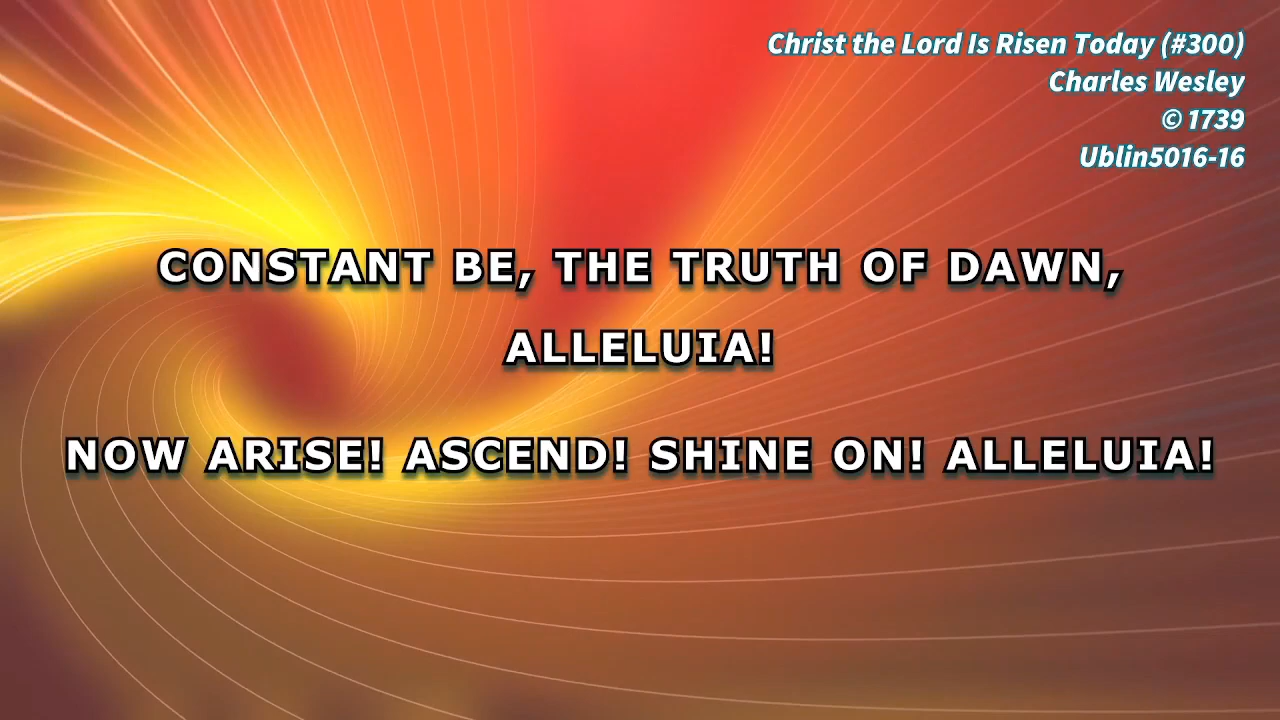 Christ the Lord Is Risen Today (#300)
Charles Wesley
© 1739
Ublin5016-16
CONSTANT BE, THE TRUTH OF DAWN,
ALLELUIA!
NOW ARISE! ASCEND! SHINE ON! ALLELUIA!